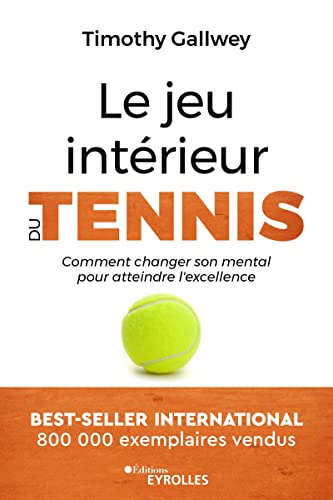 Timothy Gallwey
Le jeu
intérieur
DU TENNIS
Comment changer son mental
pour atteindre l'excellence
BEST-SELLER INTERNATIONAL
800 000 exemplaires vendus
Éditions
EYROLLES